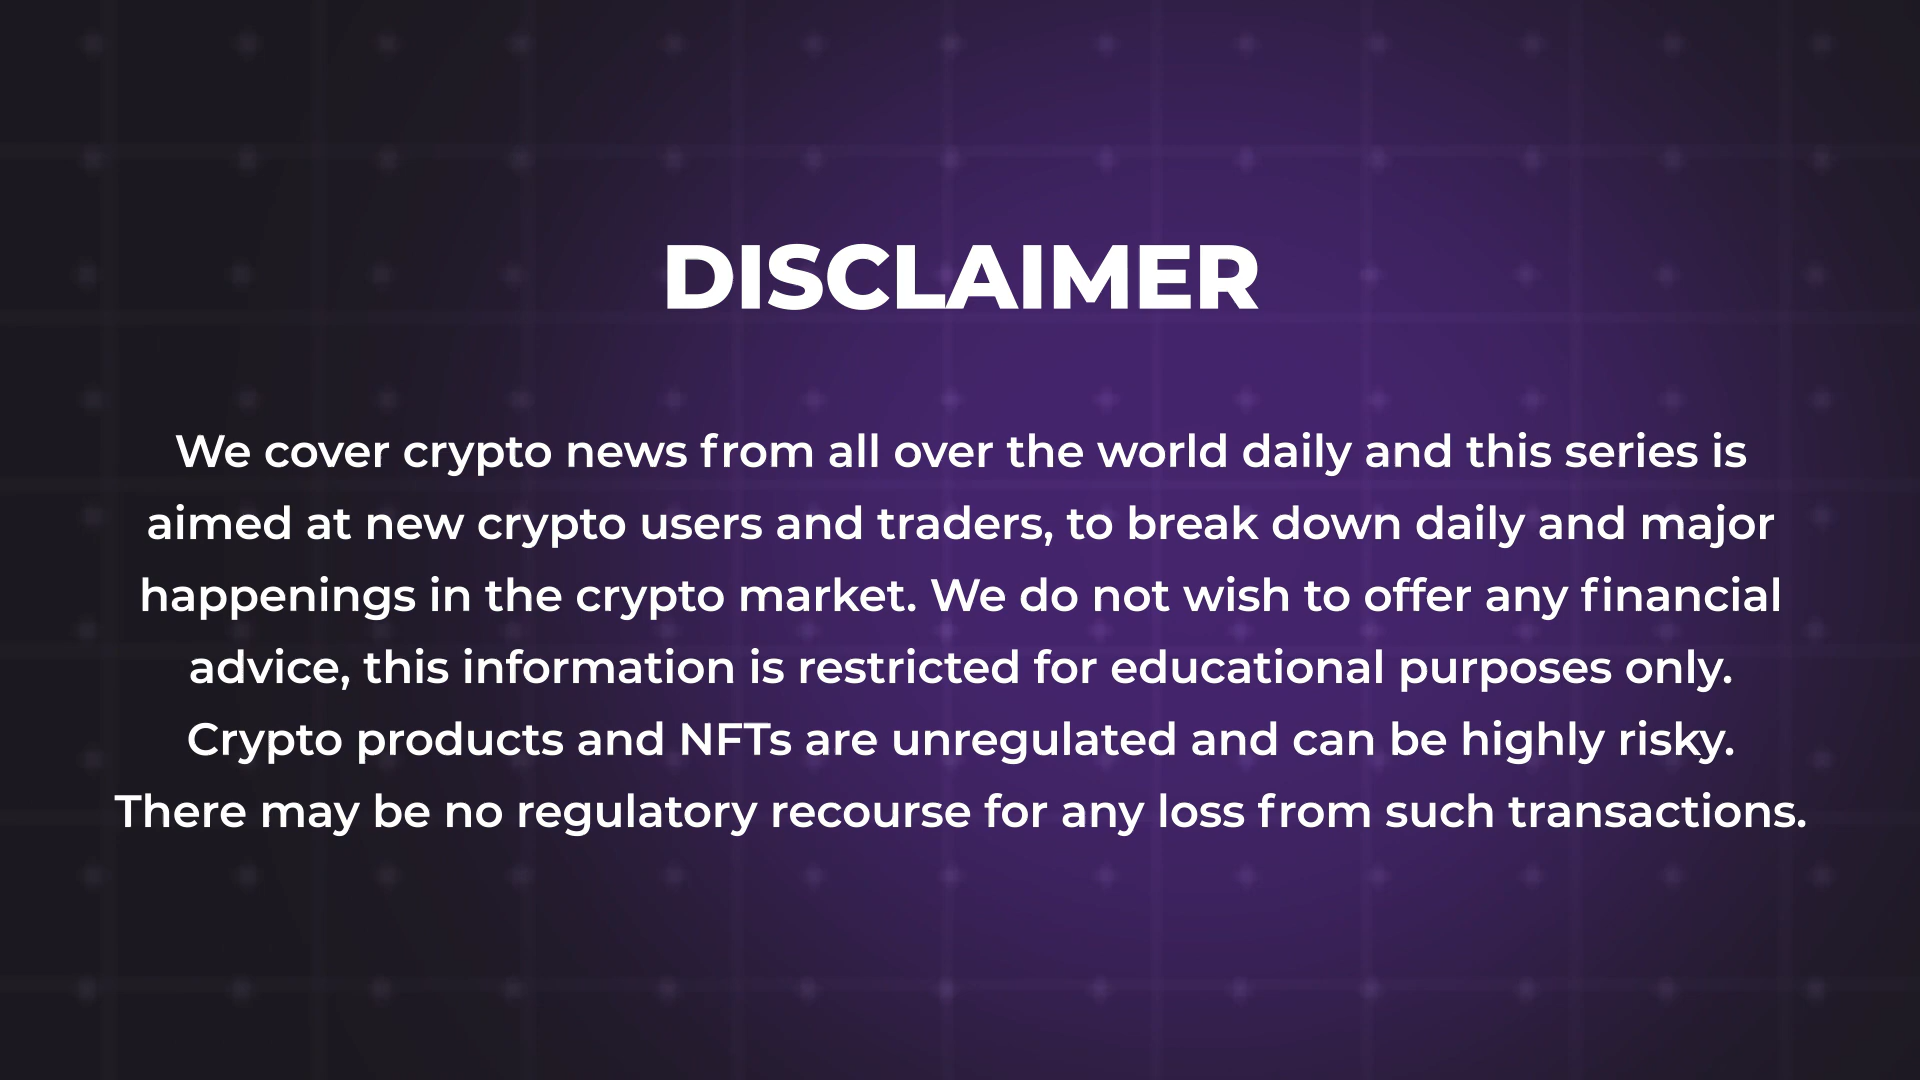 DISCLAIMER
We cover crypto news from all over the world daily and this series is
aimed at new crypto users and traders, to break down daily and major
happenings in the crypto market. We do not wish to offer any financial
advice, this information is restricted for educational purposes only.
Crypto products and NFTs are unregulated and can be highly risky.
There may be no regulatory recourse for any loss from such transactions.